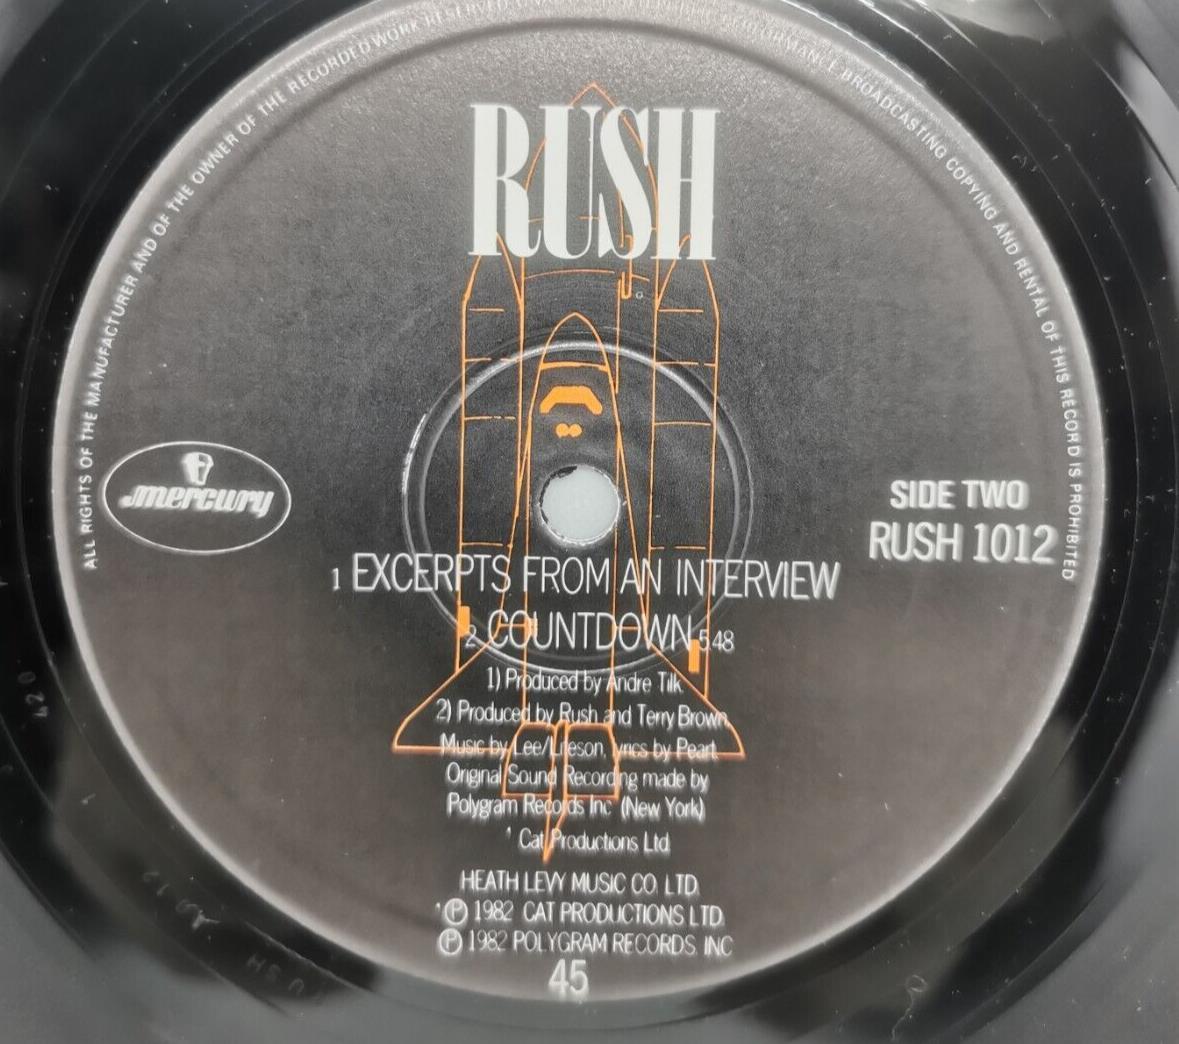 ALL RIGHTS OF THE MANUFACTURER AND OF THE OWNER OF THE RECORDED WORK RESERVED
PERFORMANCE BROADCASTING COPYING AND RENTAL OF THIS RECORD IS PROHIBITED
RUSH
mercury
SIDE TWO
RUSH 1012
1 EXCERPTS FROM AN INTERVIEW
2 COUNTDOWN 5.48
1) Produced by Andre Tilk
2) Produced by Rush and Terry Brown
Music by Lee/Lifeson, lyrics by Peart
Original Sound Recording made by
Polygram Records Inc (New York)
* Cat Productions Ltd
HEATH LEVY MUSIC CO. LTD.
* ℗ 1982 CAT PRODUCTIONS LTD
℗ 1982 POLYGRAM RECORDS, INC
45
420